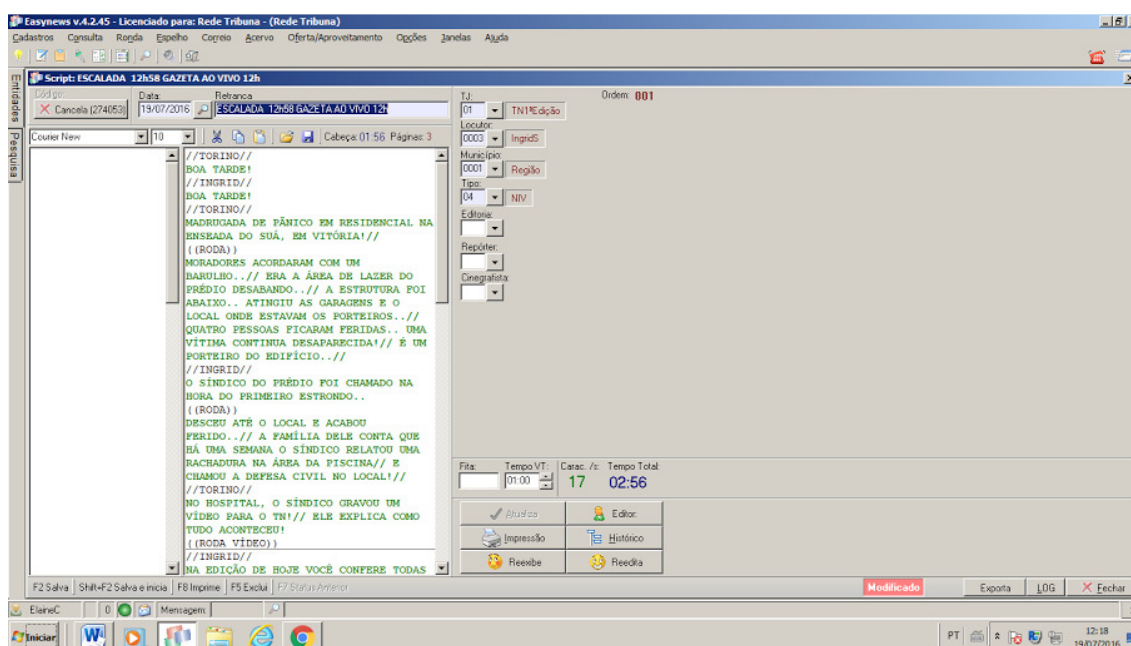 Easynews v.4.2.45 - Licenciado para: Rede Tribuna - (Rede Tribuna)
Cadastros Consulta Ronda Espelho Correio Acervo Oferta/Aproveitamento Opções Janelas Ajuda
Entidades
Pesquisa
Script: ESCALADA 12h58 GAZETA AO VIVO 12h
Código: Data: Retranca
Cancela (274053) 19/07/2016 ESCALADA 12h58 GAZETA AO VIVO 12h
Courier New 10 Cabeça: 01:56 Páginas: 3
//TORINO//
BOA TARDE!
//INGRID//
BOA TARDE!
//TORINO//
MADRUGADA DE PÂNICO EM RESIDENCIAL NA
ENSEADA DO SUÁ, EM VITÓRIA!//
((RODA))
MORADORES ACORDARAM COM UM
BARULHO..// ERA A ÁREA DE LAZER DO
PRÉDIO DESABANDO..// A ESTRUTURA FOI
ABAIXO.. ATINGIU AS GARAGENS E O
LOCAL ONDE ESTAVAM OS PORTEIROS..//
QUATRO PESSOAS FICARAM FERIDAS.. UMA
VÍTIMA CONTINUA DESAPARECIDA!// É UM
PORTEIRO DO EDIFÍCIO..//
//INGRID//
O SÍNDICO DO PRÉDIO FOI CHAMADO NA
HORA DO PRIMEIRO ESTRONDO..
((RODA))
DESCEU ATÉ O LOCAL E ACABOU
FERIDO..// A FAMÍLIA DELE CONTA QUE
HÁ UMA SEMANA O SÍNDICO RELATOU UMA
RACHADURA NA ÁREA DA PISCINA// E
CHAMOU A DEFESA CIVIL NO LOCAL!//
//TORINO//
NO HOSPITAL, O SÍNDICO GRAVOU UM
VÍDEO PARA O TN!// ELE EXPLICA COMO
TUDO ACONTECEU!
((RODA VÍDEO))
//INGRID//
NA EDIÇÃO DE HOJE VOCÊ CONFERE TODAS
TJ: Ordem: 001
01 TN1ªEdição
Locutor:
0003 IngridS
Município:
0001 Região
Tipo:
04 NIV
Editoria:
Repórter:
Cinegrafista:
Fita: Tempo VT: Carac. /s: Tempo Total:
01:00 17 02:56
Atualiza Editor:
Impressão Histórico
Reexibe Reedita
F2 Salva Shift+F2 Salva e inicia F8 Imprime F5 Exclui F7 Status Anterior
Modificado Exporta LOG Fechar
ElaineC 0 Mensagem:
Iniciar PT 12:18
19/07/2016